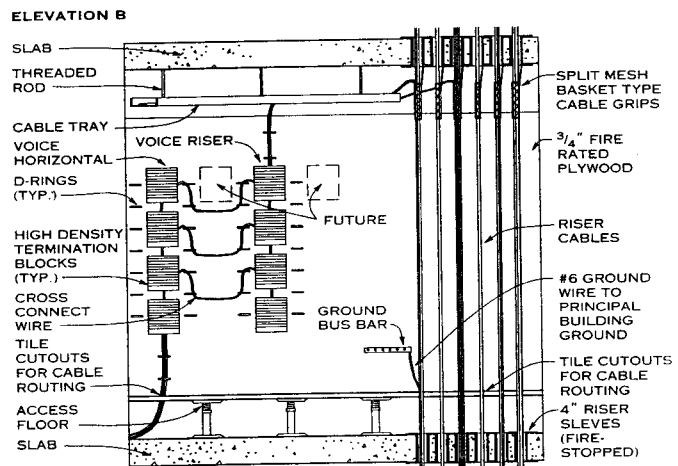 ELEVATION B
SLAB
THREADED
ROD
CABLE TRAY
VOICE
HORIZONTAL
VOICE RISER
D-RINGS
(TYP.)
HIGH DENSITY
TERMINATION
BLOCKS
(TYP.)
CROSS
CONNECT
WIRE
TILE
CUTOUTS
FOR CABLE
ROUTING
ACCESS
FLOOR
SLAB
FUTURE
GROUND
BUS BAR
SPLIT MESH
BASKET TYPE
CABLE GRIPS
3/4" FIRE
RATED
PLYWOOD
RISER
CABLES
#6 GROUND
WIRE TO
PRINCIPAL
BUILDING
GROUND
TILE CUTOUTS
FOR CABLE
ROUTING
4" RISER
SLEVES
(FIRE-
STOPPED)